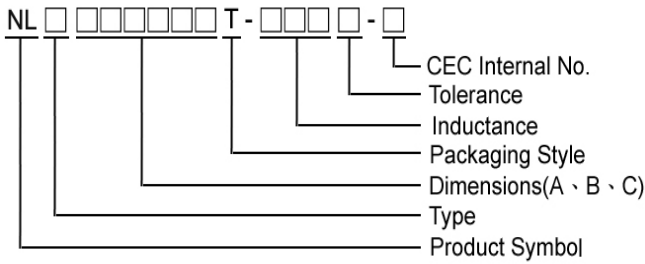 NL□ □□□□□□ T - □□□ □ - □
CEC Internal No.
Tolerance
Inductance
Packaging Style
Dimensions(A、B、C)
Type
Product Symbol